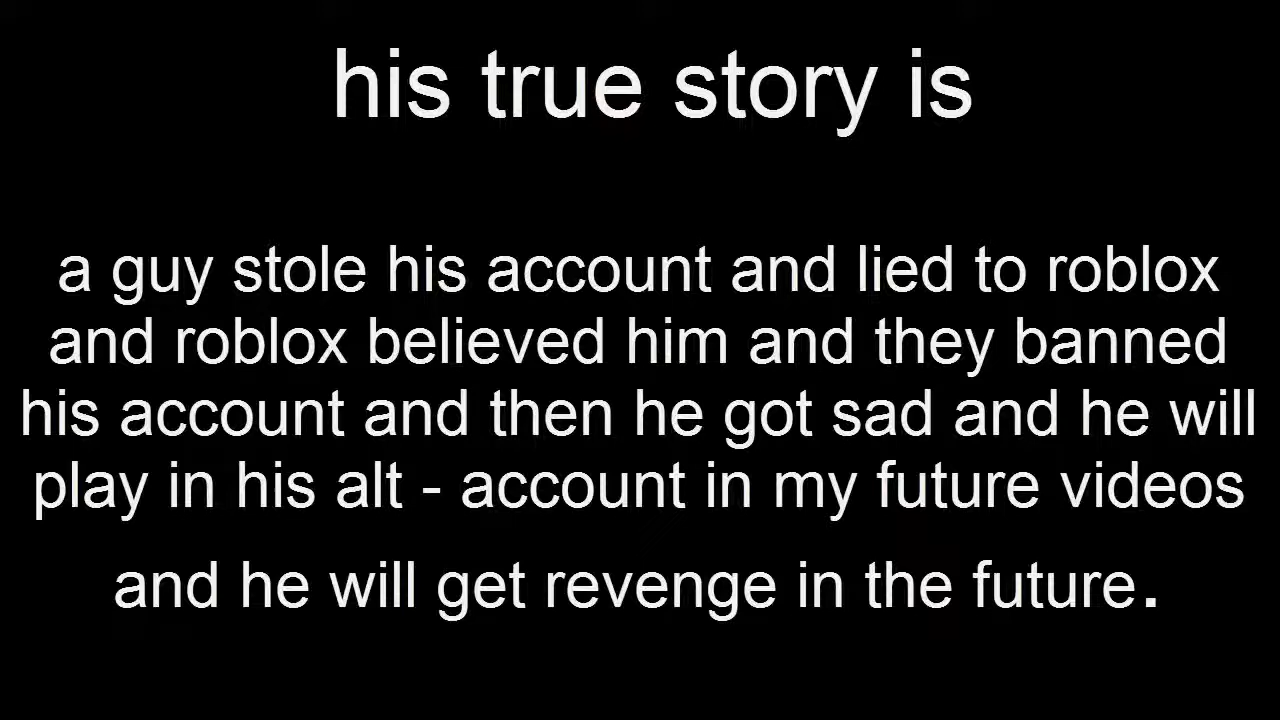 his true story is
a guy stole his account and lied to roblox
and roblox believed him and they banned
his account and then he got sad and he will
play in his alt - account in my future videos
and he will get revenge in the future.